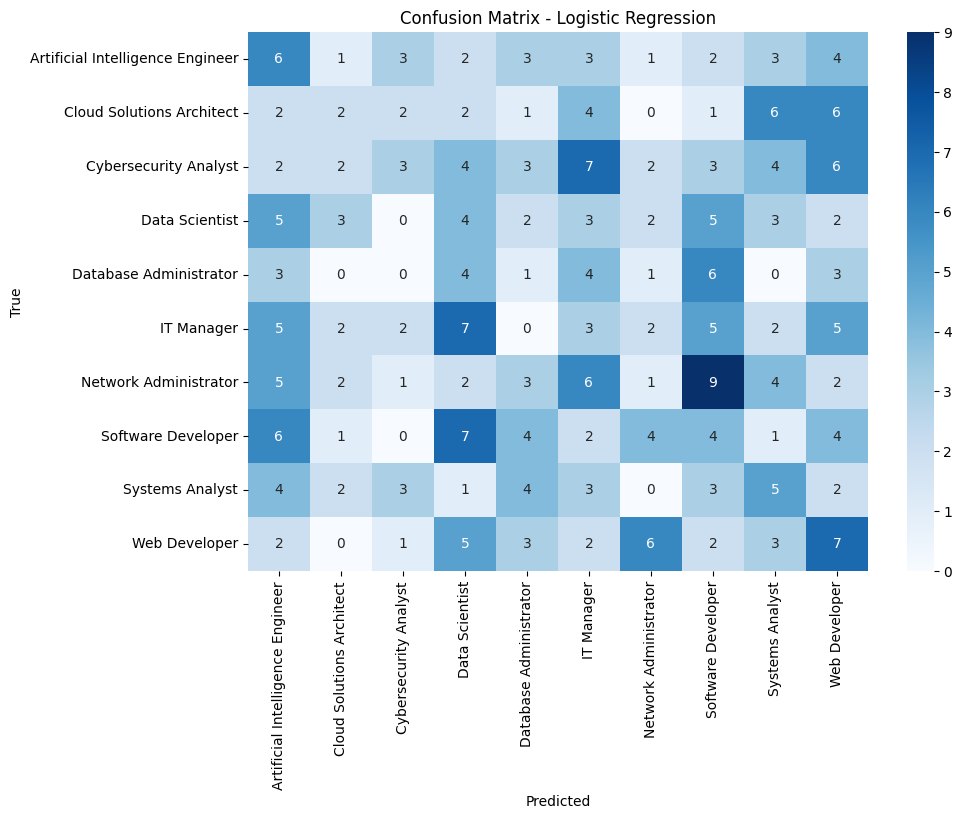 Confusion Matrix - Logistic Regression
True
Artificial Intelligence Engineer 6 1 3 2 3 3 1 2 3 4
Cloud Solutions Architect 2 2 2 2 1 4 0 1 6 6
Cybersecurity Analyst 2 2 3 4 3 7 2 3 4 6
Data Scientist 5 3 0 4 2 3 2 5 3 2
Database Administrator 3 0 0 4 1 4 1 6 0 3
IT Manager 5 2 2 7 0 3 2 5 2 5
Network Administrator 5 2 1 2 3 6 1 9 4 2
Software Developer 6 1 0 7 4 2 4 4 1 4
Systems Analyst 4 2 3 1 4 3 0 3 5 2
Web Developer 2 0 1 5 3 2 6 2 3 7
Artificial Intelligence Engineer
Cloud Solutions Architect
Cybersecurity Analyst
Data Scientist
Database Administrator
IT Manager
Network Administrator
Software Developer
Systems Analyst
Web Developer
Predicted
9
8
7
6
5
4
3
2
1
0